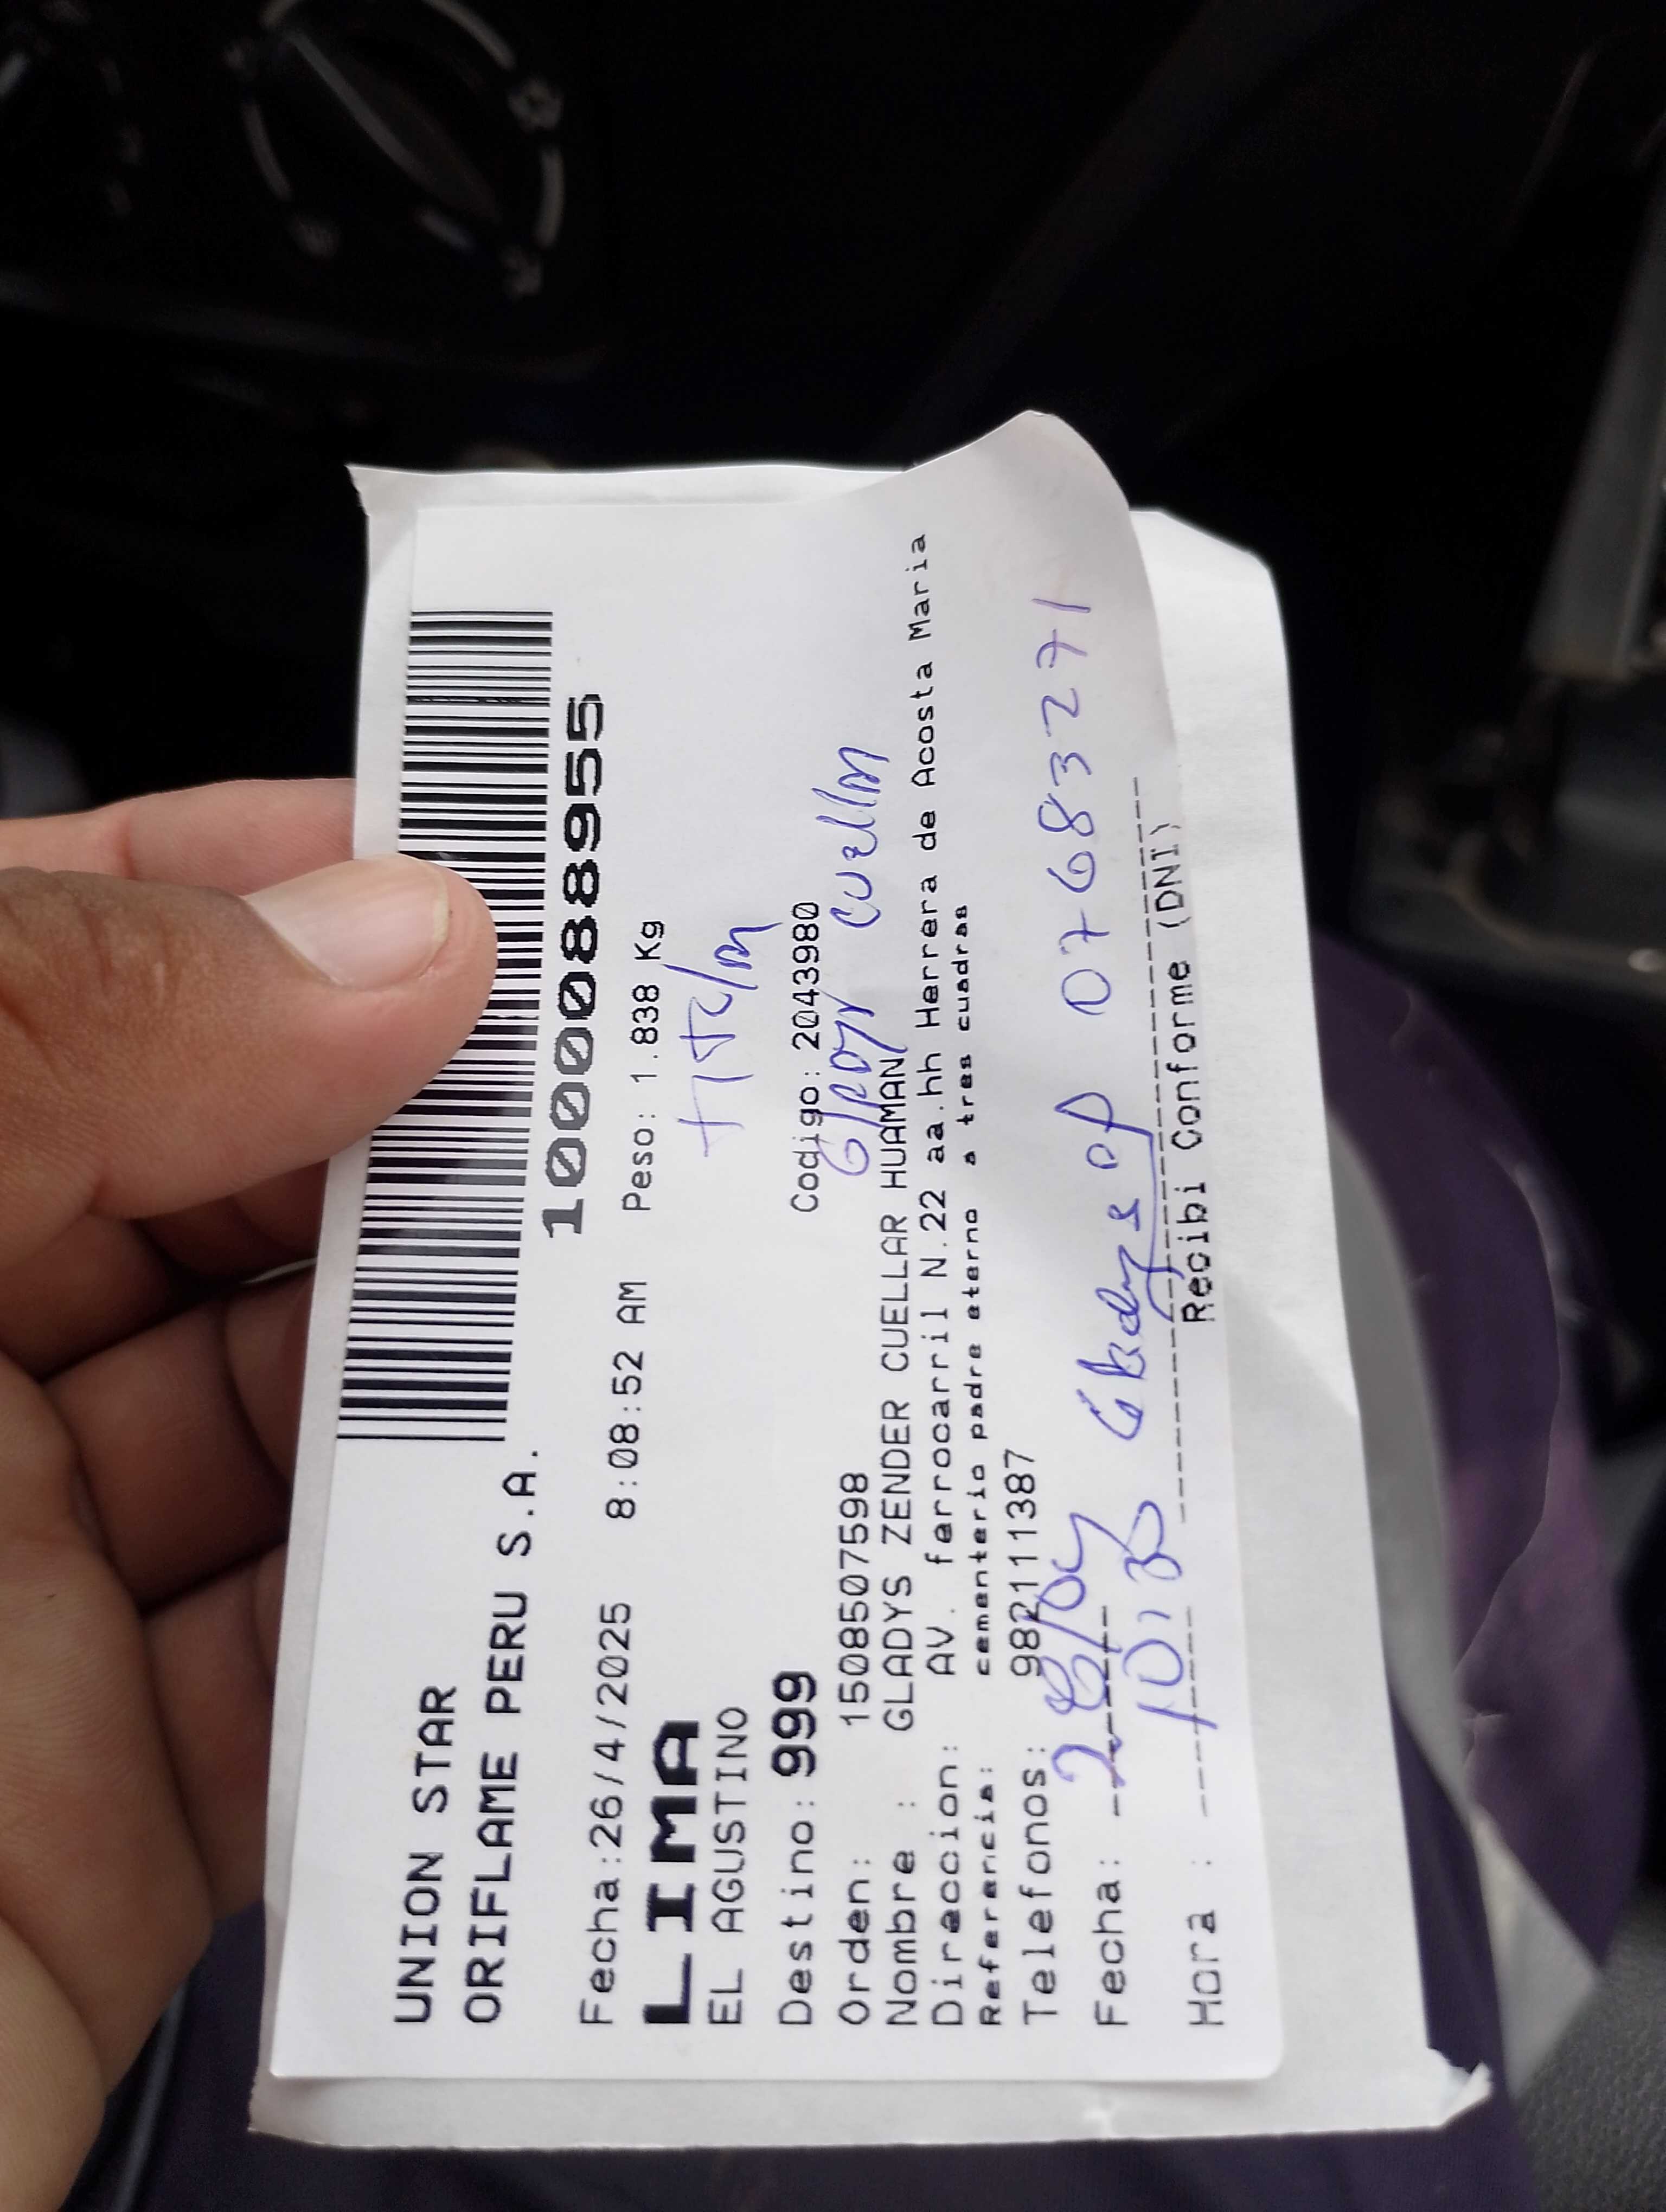 UNION STAR
ORIFLAME PERU S.A.
1000088955
Fecha:26/4/2025 8:08:52 AM Peso: 1.838 Kg
LIMA
EL AGUSTINO
Destino: 999 Codigo: 2043980
Orden: 1508507598
Nombre : GLADYS ZENDER CUELLAR HUAMAN
Direccion: AV. ferrocarril N.22 aa.hh Herrera de Acosta Maria
Referencia: cementerio padre eterno a tres cuadras
Telefonos: 982111387
Fecha: 28/04 Gladys 07683271
Hora :
Recibi Conforme (DNI)